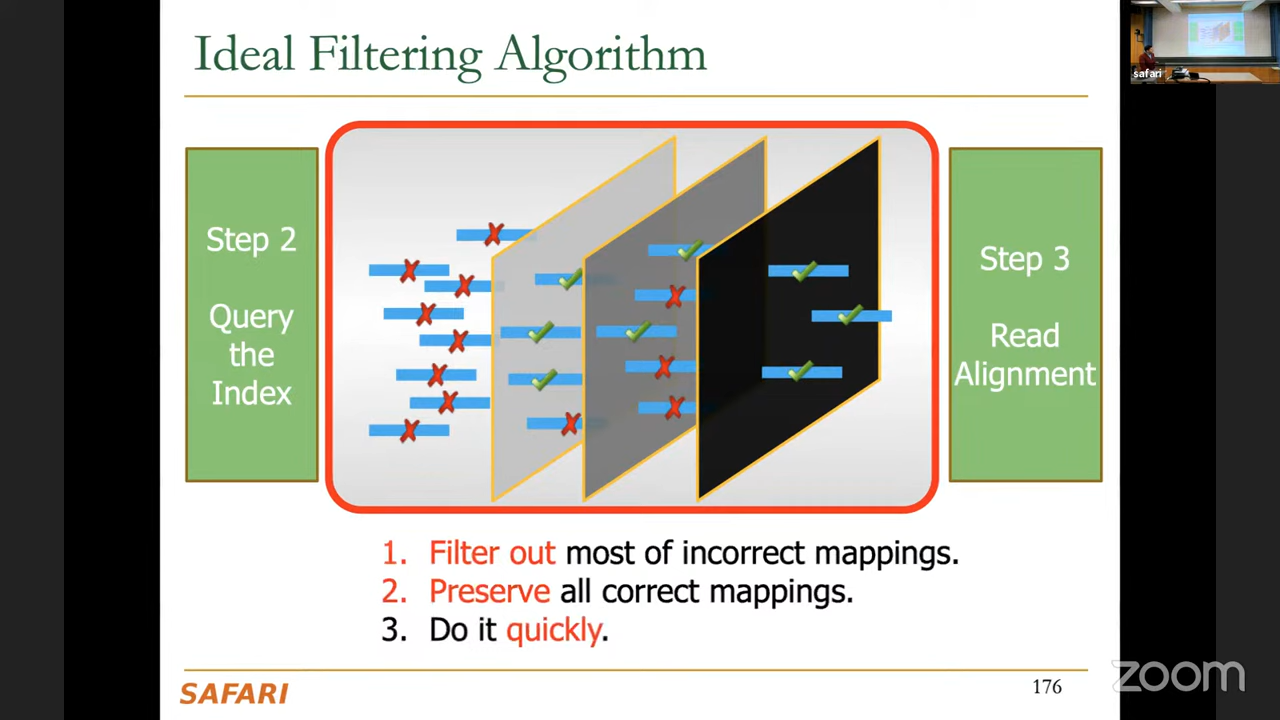 Ideal Filtering Algorithm
safari
Step 2
Query
the
Index
Step 3
Read
Alignment
1. Filter out most of incorrect mappings.
2. Preserve all correct mappings.
3. Do it quickly.
SAFARI
176
zoom